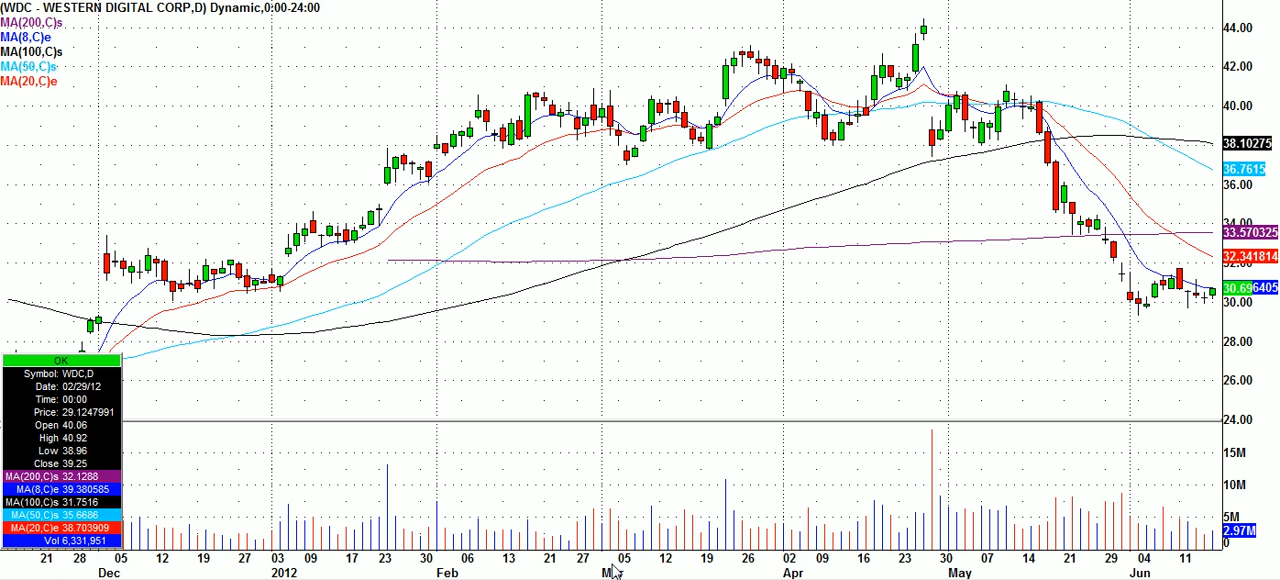 (WDC - WESTERN DIGITAL CORP,D) Dynamic,0:00-24:00
MA(200,C)s
MA(8,C)e
MA(100,C)s
MA(50,C)s
MA(20,C)e
44.00
42.00
40.00
38.10275
36.7615
36.00
34.00
33.570325
32.341814
32.00
30.00
28.00
26.00
24.00
OK
Symbol: WDC,D
Date: 02/29/12
Time: 00:00
Price: 29.1247991
Open 40.06
High 40.92
Low 38.96
Close 39.25
MA(200,C)s 32.1288
MA(8,C)e 39.380585
MA(100,C)s 31.7516
MA(50,C)s 35.6686
MA(20,C)e 38.703909
Vol 6,331,951
15M
10M
5M
2.97M
0
21 28 05 12 19 27 03 09 17 23 30 06 13 21 27 05 12 19 26 02 09 16 23 30 07 14 21 29 04 11
Dec 2012 Feb Apr May Jun